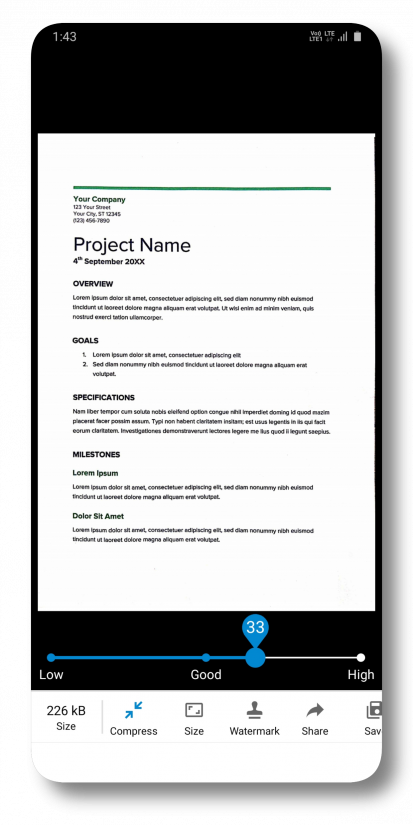 1:43
Vo) LTE
LTE1
Your Company
123 Your Street
Your City, ST 12345
(123) 456-7890
Project Name
4th September 20XX
OVERVIEW
Lorem ipsum dolor sit amet, consectetuer adipiscing elit, sed diam nonummy nibh euismod
tincidunt ut laoreet dolore magna aliquam erat volutpat. Ut wisi enim ad minim veniam, quis
nostrud exerci tation ullamcorper.
GOALS
1. Lorem ipsum dolor sit amet, consectetuer adipiscing elit
2. Sed diam nonummy nibh euismod tincidunt ut laoreet dolore magna aliquam erat
volutpat.
SPECIFICATIONS
Nam liber tempor cum soluta nobis eleifend option congue nihil imperdiet doming id quod mazim
placerat facer possim assum. Typi non habent claritatem insitam; est usus legentis in iis qui facit
eorum claritatem. Investigationes demonstraverunt lectores legere me lius quod ii legunt saepius.
MILESTONES
Lorem Ipsum
Lorem ipsum dolor sit amet, consectetuer adipiscing elit, sed diam nonummy nibh euismod
tincidunt ut laoreet dolore magna aliquam erat volutpat.
Dolor Sit Amet
Lorem ipsum dolor sit amet, consectetuer adipiscing elit, sed diam nonummy nibh euismod
tincidunt ut laoreet dolore magna aliquam erat volutpat.
33
Low Good High
226 kB
Size
Compress Size Watermark Share Sav